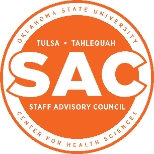 OKLAHOMA STATE UNIVERSITY
TULSA • TAHLEQUAH
SAC
STAFF ADVISORY COUNCIL
CENTER FOR HEALTH SCIENCES